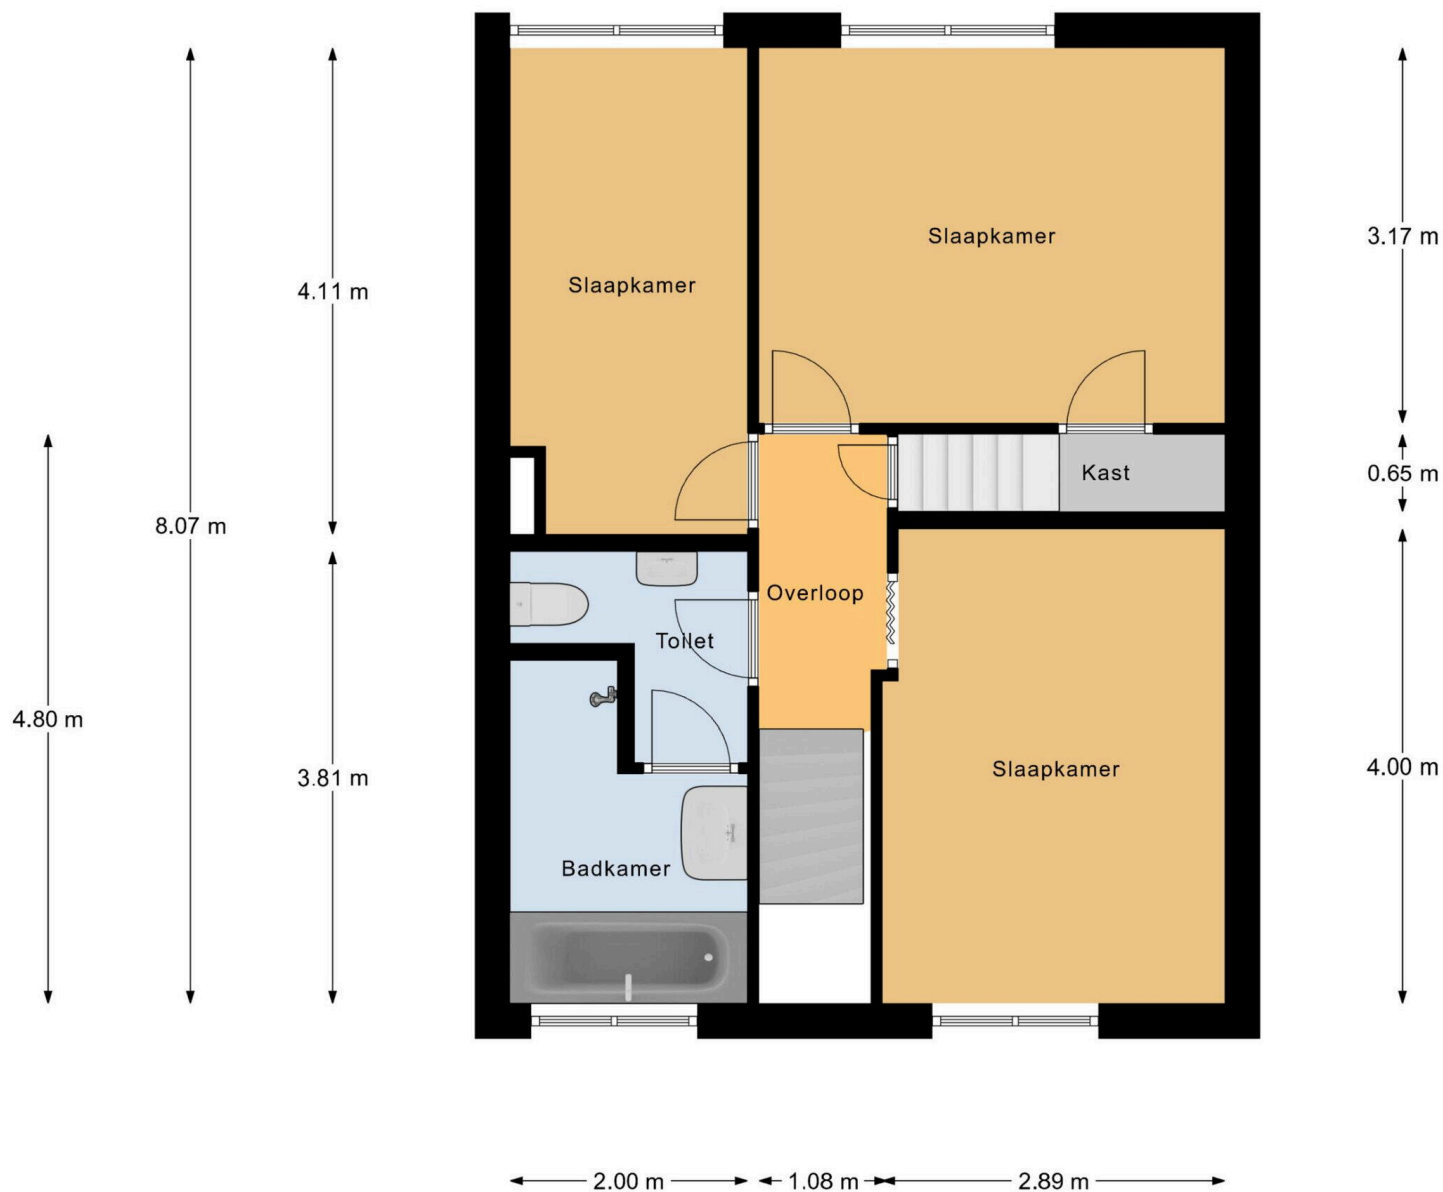 3.17 m
Slaapkamer
Slaapkamer
4.11 m
Kast
0.65 m
8.07 m
Overloop
Toilet
4.80 m
3.81 m
Slaapkamer
4.00 m
Badkamer
2.00 m
1.08 m
2.89 m